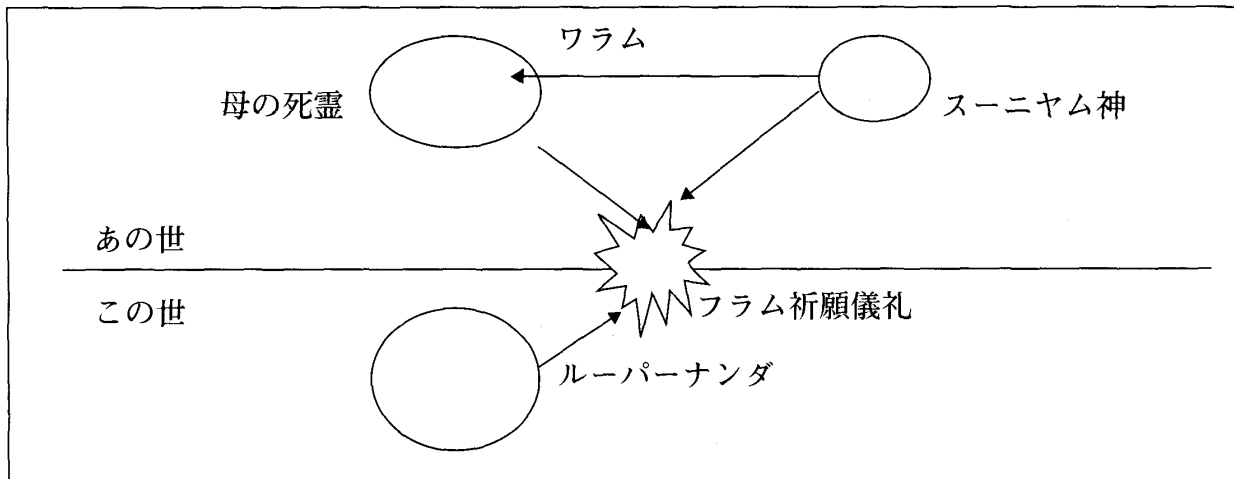 ワラム
母の死霊
スーニヤム神
あの世
この世
フラム祈願儀礼
ルーパーナンダ